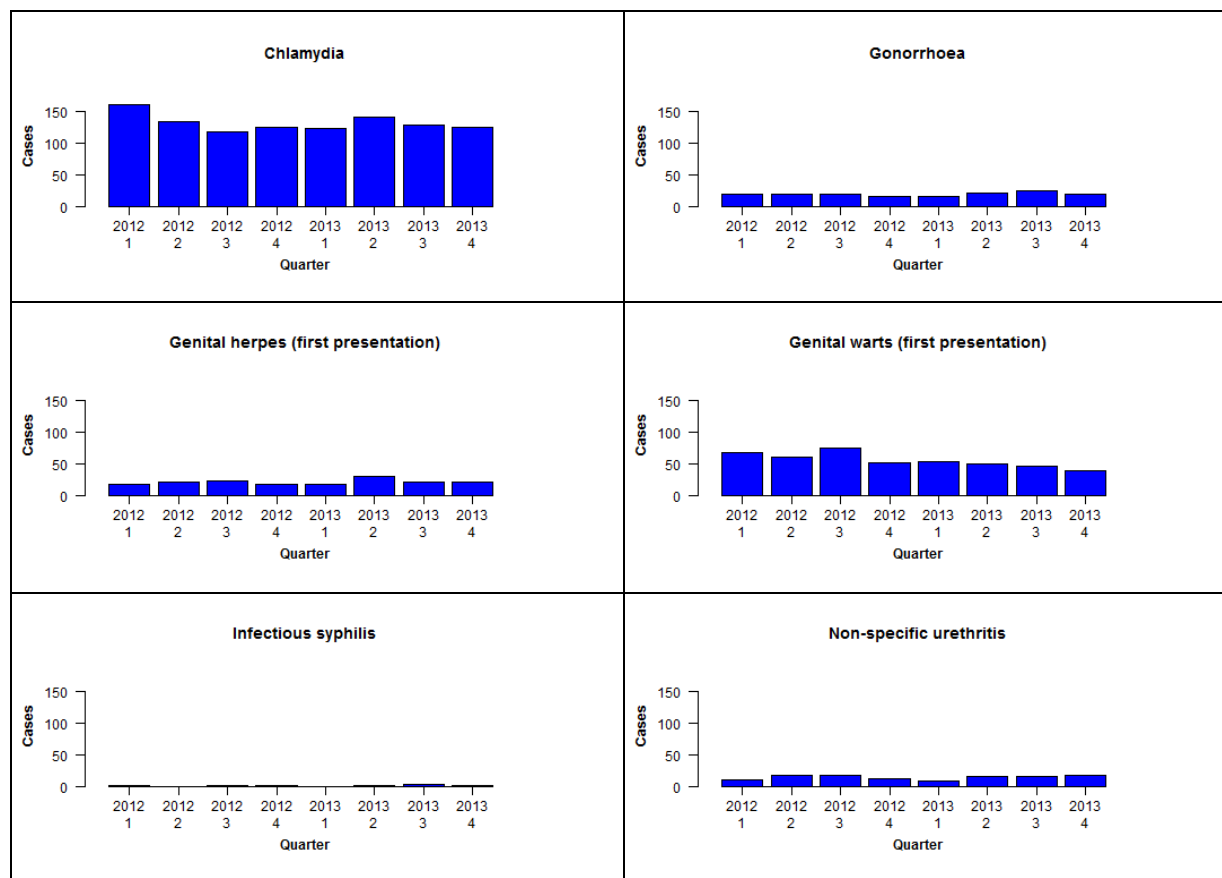 Chlamydia
Cases
150
100
50
0
2012 2012 2012 2012 2013 2013 2013 2013
1 2 3 4 1 2 3 4
Quarter
Gonorrhoea
Cases
150
100
50
0
2012 2012 2012 2012 2013 2013 2013 2013
1 2 3 4 1 2 3 4
Quarter
Genital herpes (first presentation)
Cases
150
100
50
0
2012 2012 2012 2012 2013 2013 2013 2013
1 2 3 4 1 2 3 4
Quarter
Genital warts (first presentation)
Cases
150
100
50
0
2012 2012 2012 2012 2013 2013 2013 2013
1 2 3 4 1 2 3 4
Quarter
Infectious syphilis
Cases
150
100
50
0
2012 2012 2012 2012 2013 2013 2013 2013
1 2 3 4 1 2 3 4
Quarter
Non-specific urethritis
Cases
150
100
50
0
2012 2012 2012 2012 2013 2013 2013 2013
1 2 3 4 1 2 3 4
Quarter